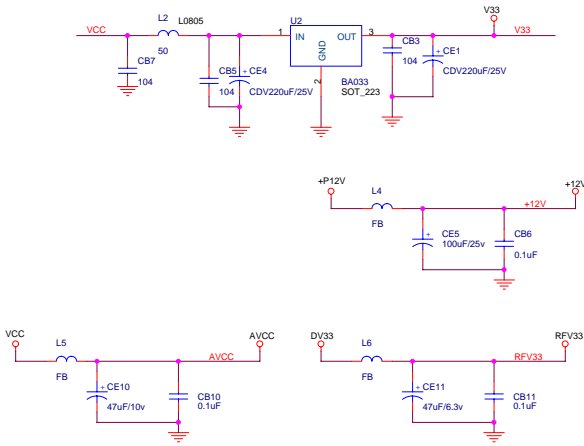 L2 L0805 U2 V33
VCC 1 IN OUT 3 V33
50 GND CB3 CE1
CB7 CB5 + CE4 104 + CDV220uF/25V
104 104 CDV220uF/25V 2 BA033
SOT_223
+P12V L4 +12V
+12V
FB + CE5 CB6
100uF/25v 0.1uF
VCC L5 AVCC DV33 L6 RFV33
AVCC RFV33
FB FB
+ CE10 CB10 + CE11 CB11
47uF/10v 0.1uF 47uF/6.3v 0.1uF